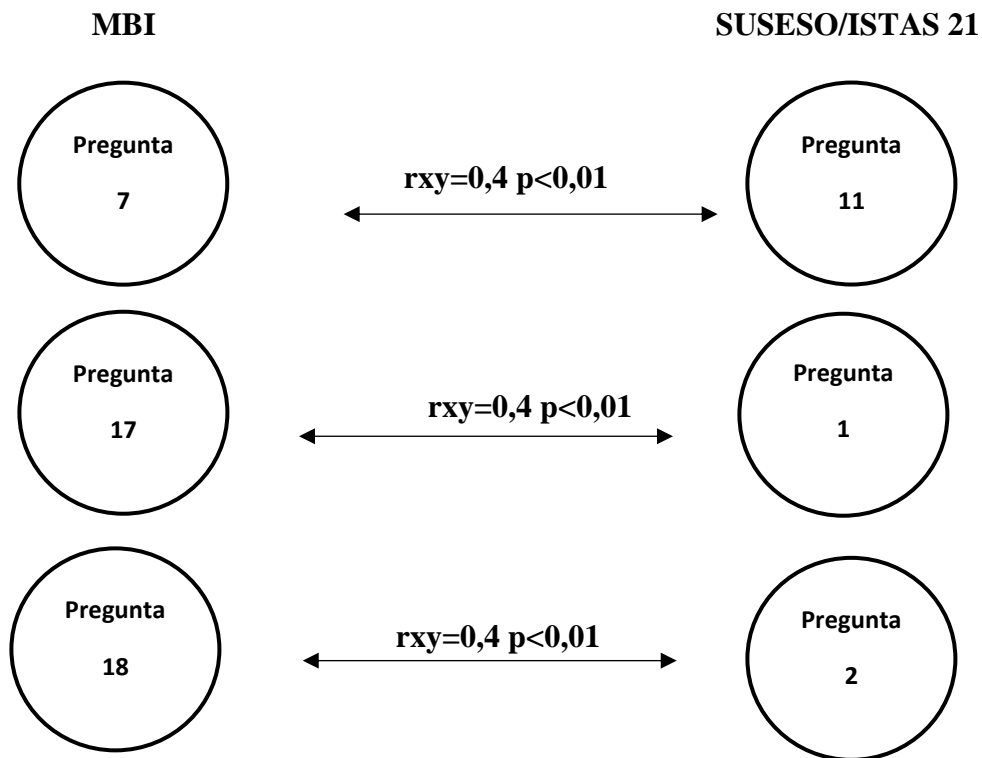 MBI SUSESO/ISTAS 21
Pregunta
7
rxy=0,4 p<0,01
Pregunta
11
Pregunta
17
rxy=0,4 p<0,01
Pregunta
1
Pregunta
18
rxy=0,4 p<0,01
Pregunta
2